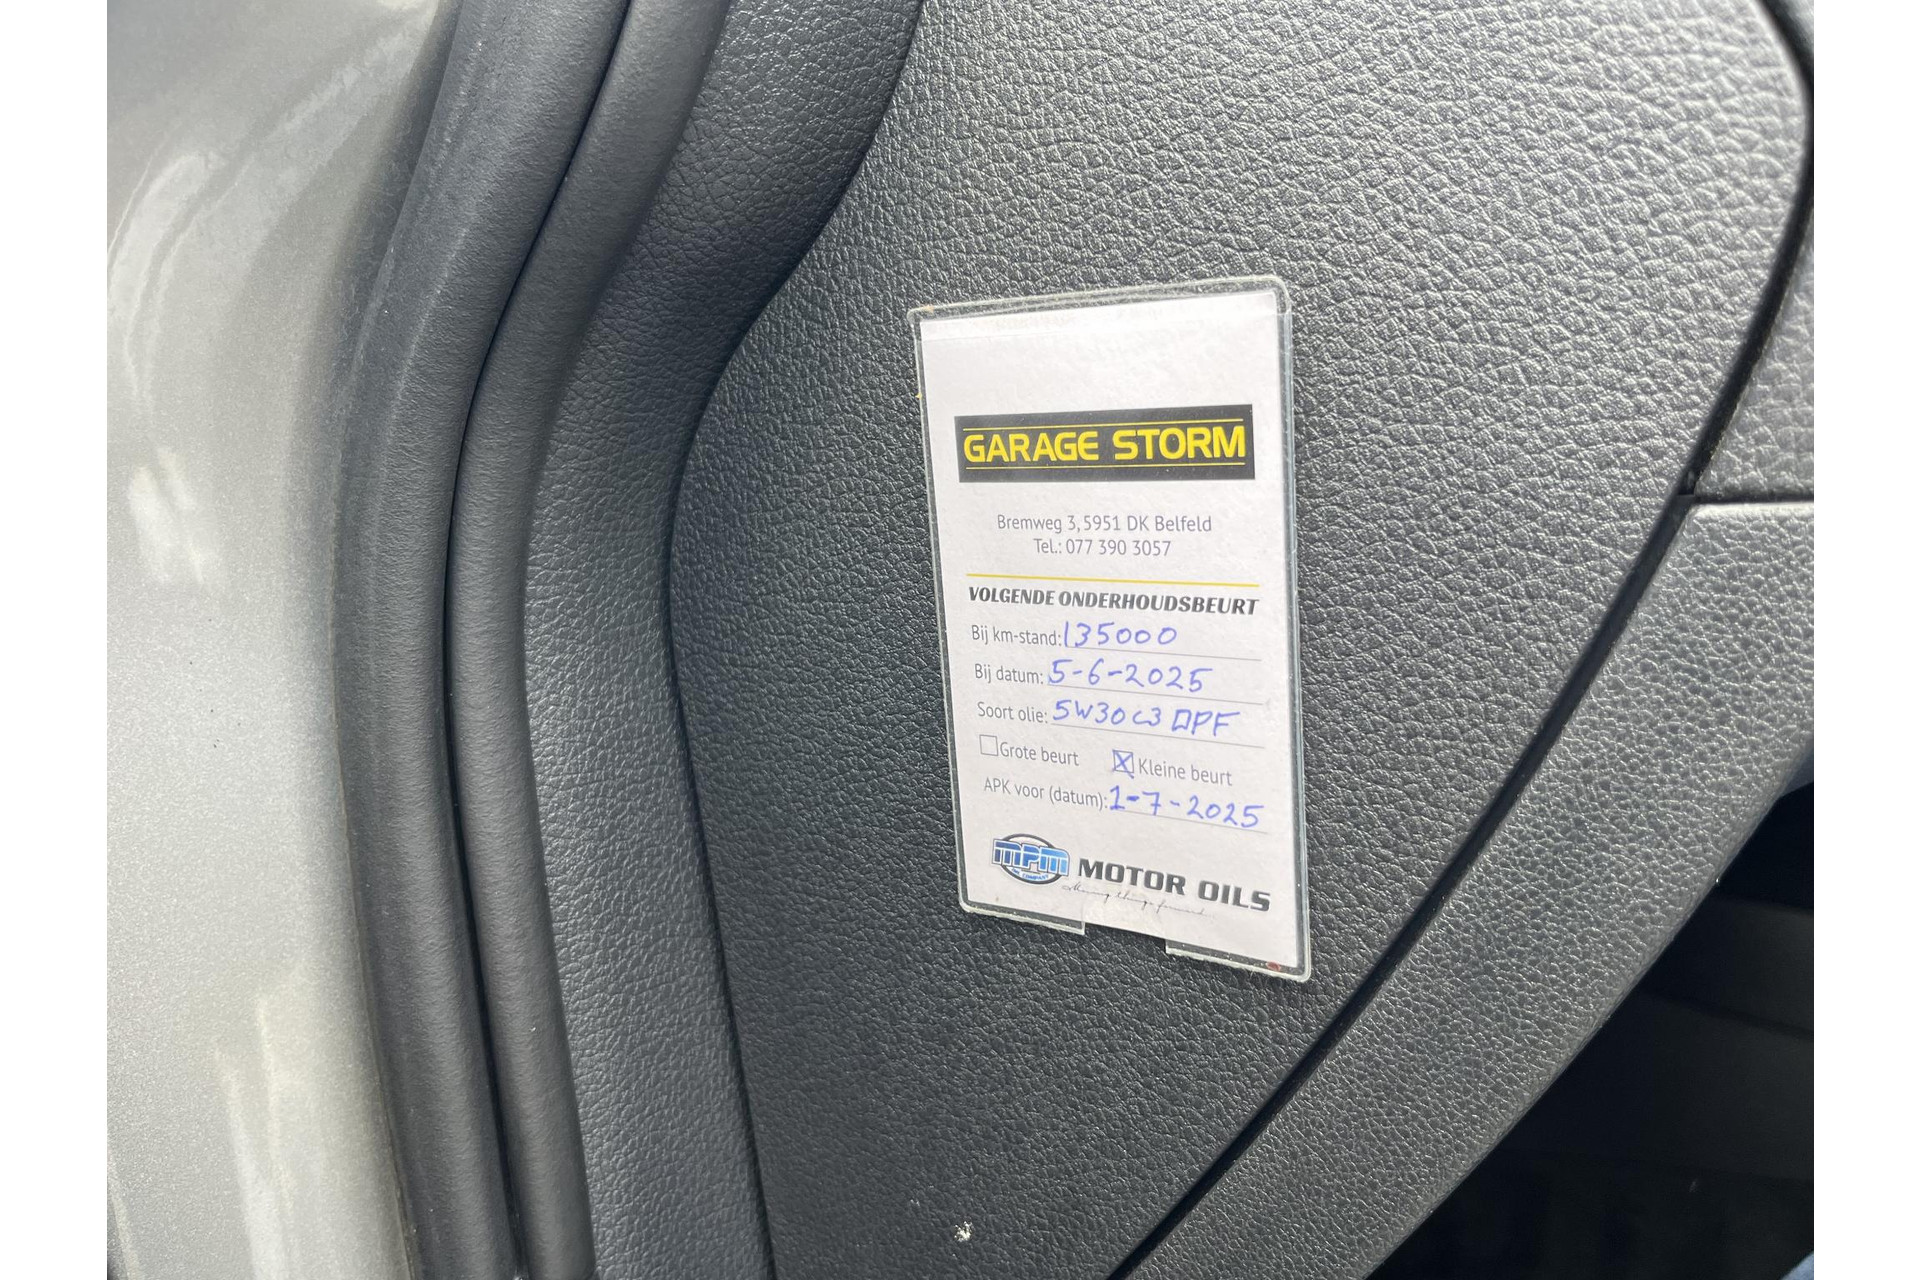 GARAGE STORM
Bremweg 3, 5951 DK Belfeld
Tel.: 077 390 3057
VOLGENDE ONDERHOUDSBEURT
Bij km-stand: 135000
Bij datum: 5-6-2025
Soort olie: 5W30 C3 DPF
Grote beurt Kleine beurt
APK voor (datum): 1-7-2025
MPM MOTOR OILS